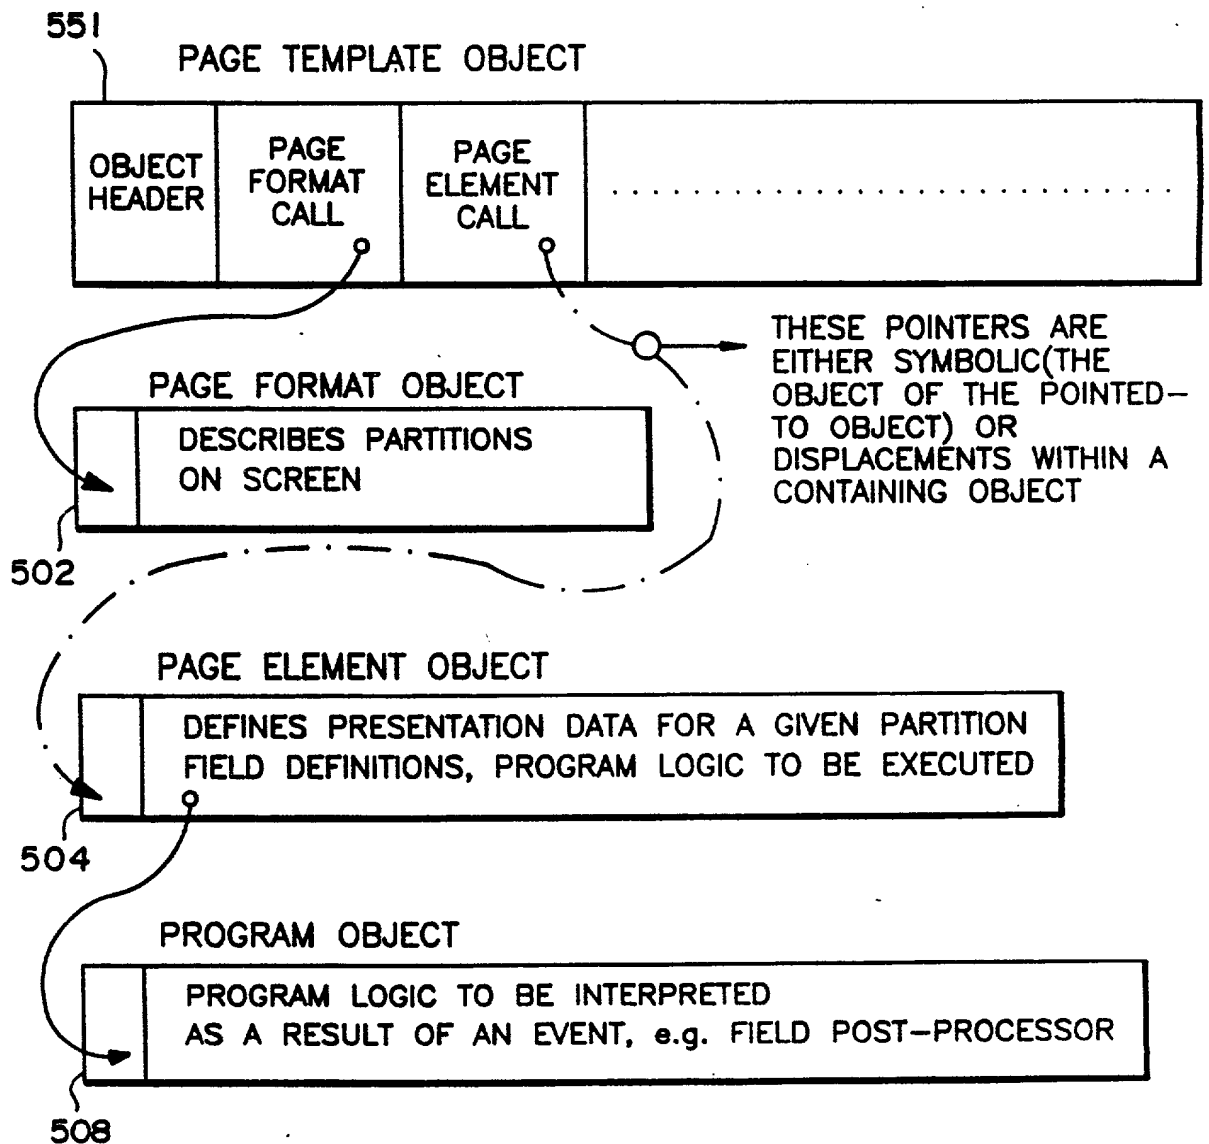 551
PAGE TEMPLATE OBJECT
OBJECT
HEADER
PAGE
FORMAT
CALL
PAGE
ELEMENT
CALL
THESE POINTERS ARE
EITHER SYMBOLIC(THE
OBJECT OF THE POINTED-
TO OBJECT) OR
DISPLACEMENTS WITHIN A
CONTAINING OBJECT
PAGE FORMAT OBJECT
DESCRIBES PARTITIONS
ON SCREEN
502
PAGE ELEMENT OBJECT
DEFINES PRESENTATION DATA FOR A GIVEN PARTITION
FIELD DEFINITIONS, PROGRAM LOGIC TO BE EXECUTED
504
PROGRAM OBJECT
PROGRAM LOGIC TO BE INTERPRETED
AS A RESULT OF AN EVENT, e.g. FIELD POST-PROCESSOR
508